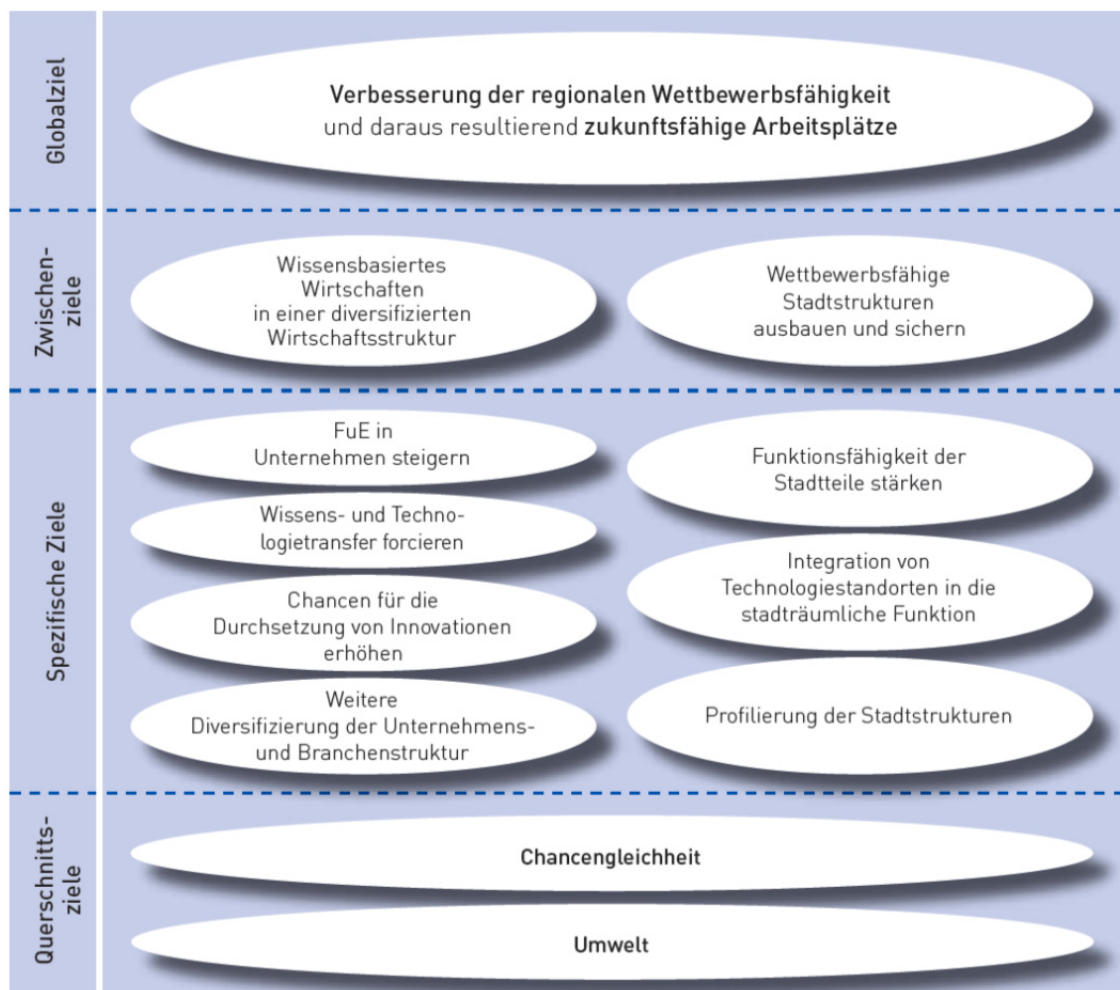 Globalziel
Verbesserung der regionalen Wettbewerbsfähigkeit
und daraus resultierend zukunftsfähige Arbeitsplätze
Zwischen-
ziele
Wissensbasiertes
Wirtschaften
in einer diversifizierten
Wirtschaftsstruktur
Wettbewerbsfähige
Stadtstrukturen
ausbauen und sichern
Spezifische Ziele
FuE in
Unternehmen steigern
Wissens- und Techno-
logietransfer forcieren
Chancen für die
Durchsetzung von Innovationen
erhöhen
Weitere
Diversifizierung der Unternehmens-
und Branchenstruktur
Funktionsfähigkeit der
Stadtteile stärken
Integration von
Technologiestandorten in die
stadträumliche Funktion
Profilierung der Stadtstrukturen
Querschnitts-
ziele
Chancengleichheit
Umwelt